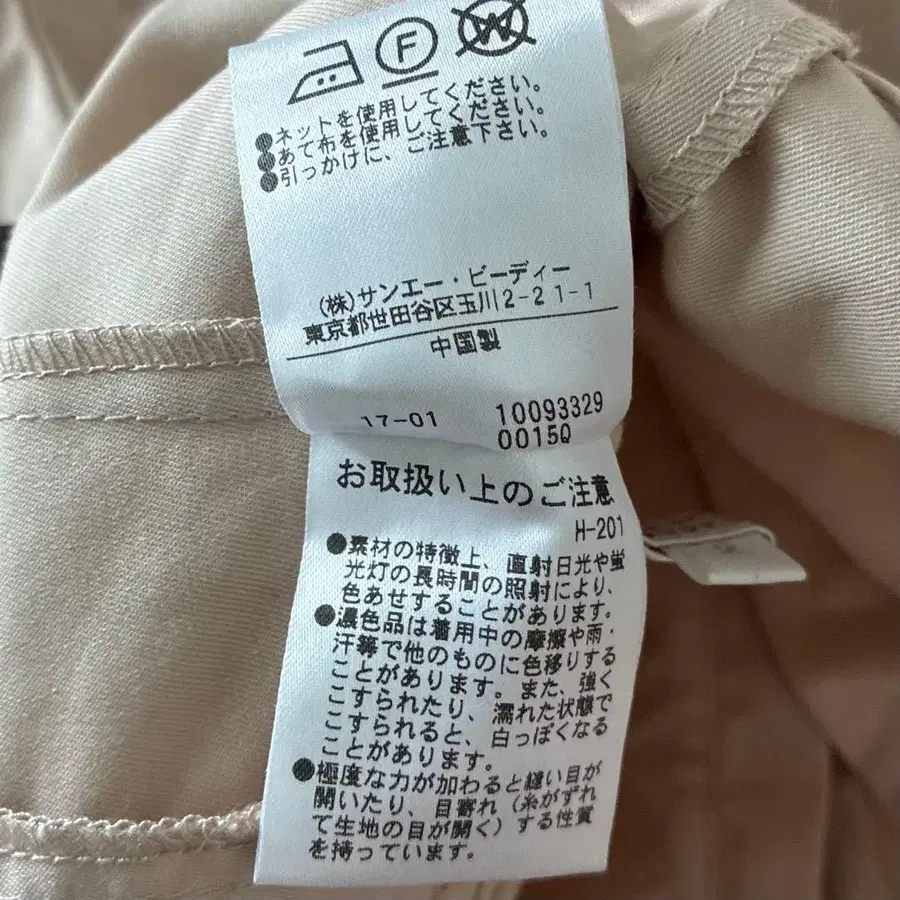 F
W
●ネットを使用してください。
●あて布を使用してください。
●引っかけに、ご注意下さい。
(株)サンエー・ビーディー
東京都世田谷区玉川2-21-1
中国製
17-01 10093329
0015Q
お取扱い上のご注意
H-201
●素材の特徴上、直射日光や蛍
光灯の長時間の照射により、
色あせすることがあります。
●濃色品は着用中の摩擦や雨・
汗等で他のものに色移りする
ことがあります。また、強く
こすられたり、濡れた状態で
こすられると、白っぽくなる
ことがあります。
●極度な力が加わると縫い目が
開いたり、目寄れ(糸がずれ
て生地の目が開く)する性質
を持っています。